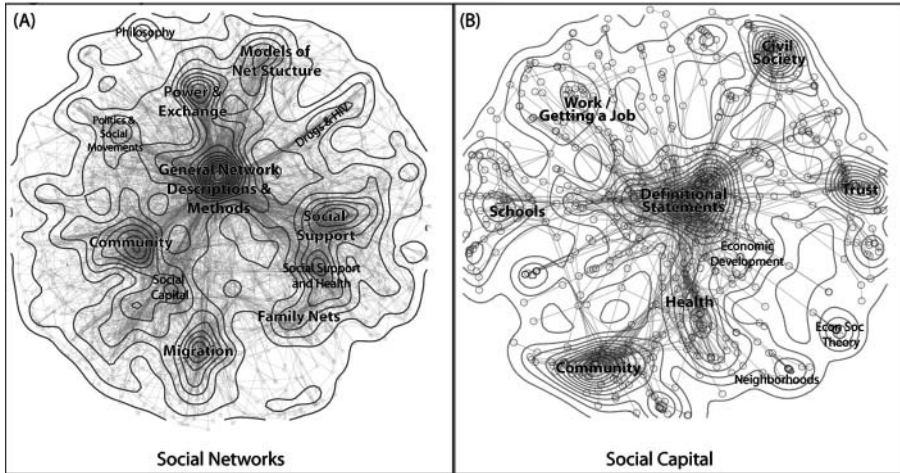 (A)
Philosophy
Models of
Net Stucture
Power &
Exchange
Drugs & HIV
Politics &
Social
Movements
General Network
Descriptions &
Methods
Social
Support
Community
Social Support
and Health
Social
Capital
Family Nets
Migration
Social Networks
(B)
Civil
Society
Work /
Getting a Job
Trust
Definitional
Statements
Schools
Economic
Development
Health
Econ Soc
Theory
Community
Neighborhoods
Social Capital